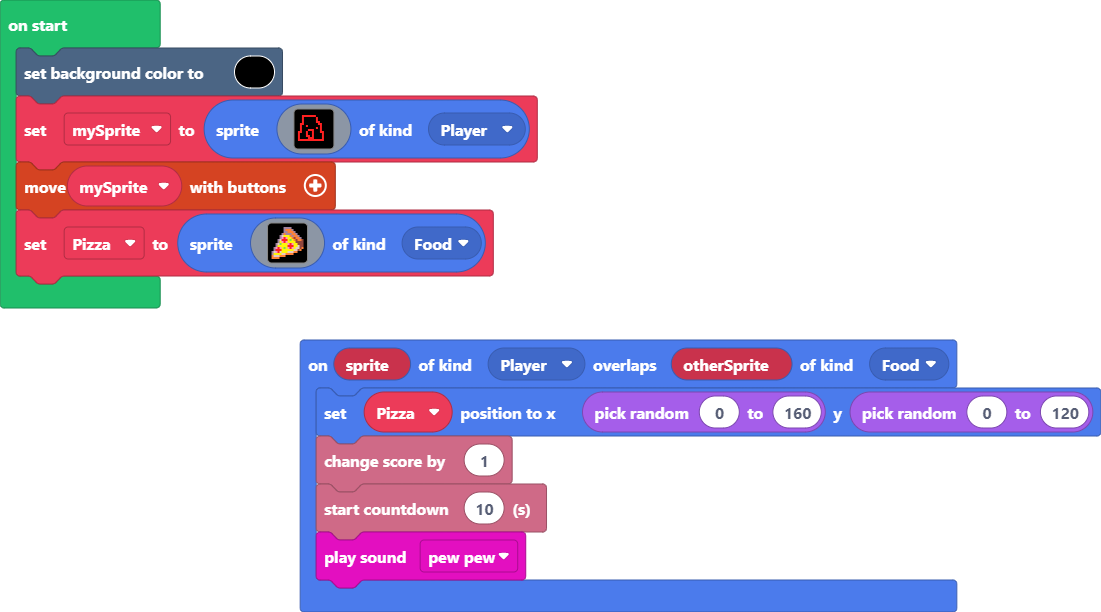 on start
set background color to
set mySprite to sprite of kind Player
move mySprite with buttons
set Pizza to sprite of kind Food
on sprite of kind Player overlaps otherSprite of kind Food
set Pizza position to x pick random 0 to 160 y pick random 0 to 120
change score by 1
start countdown 10 (s)
play sound pew pew